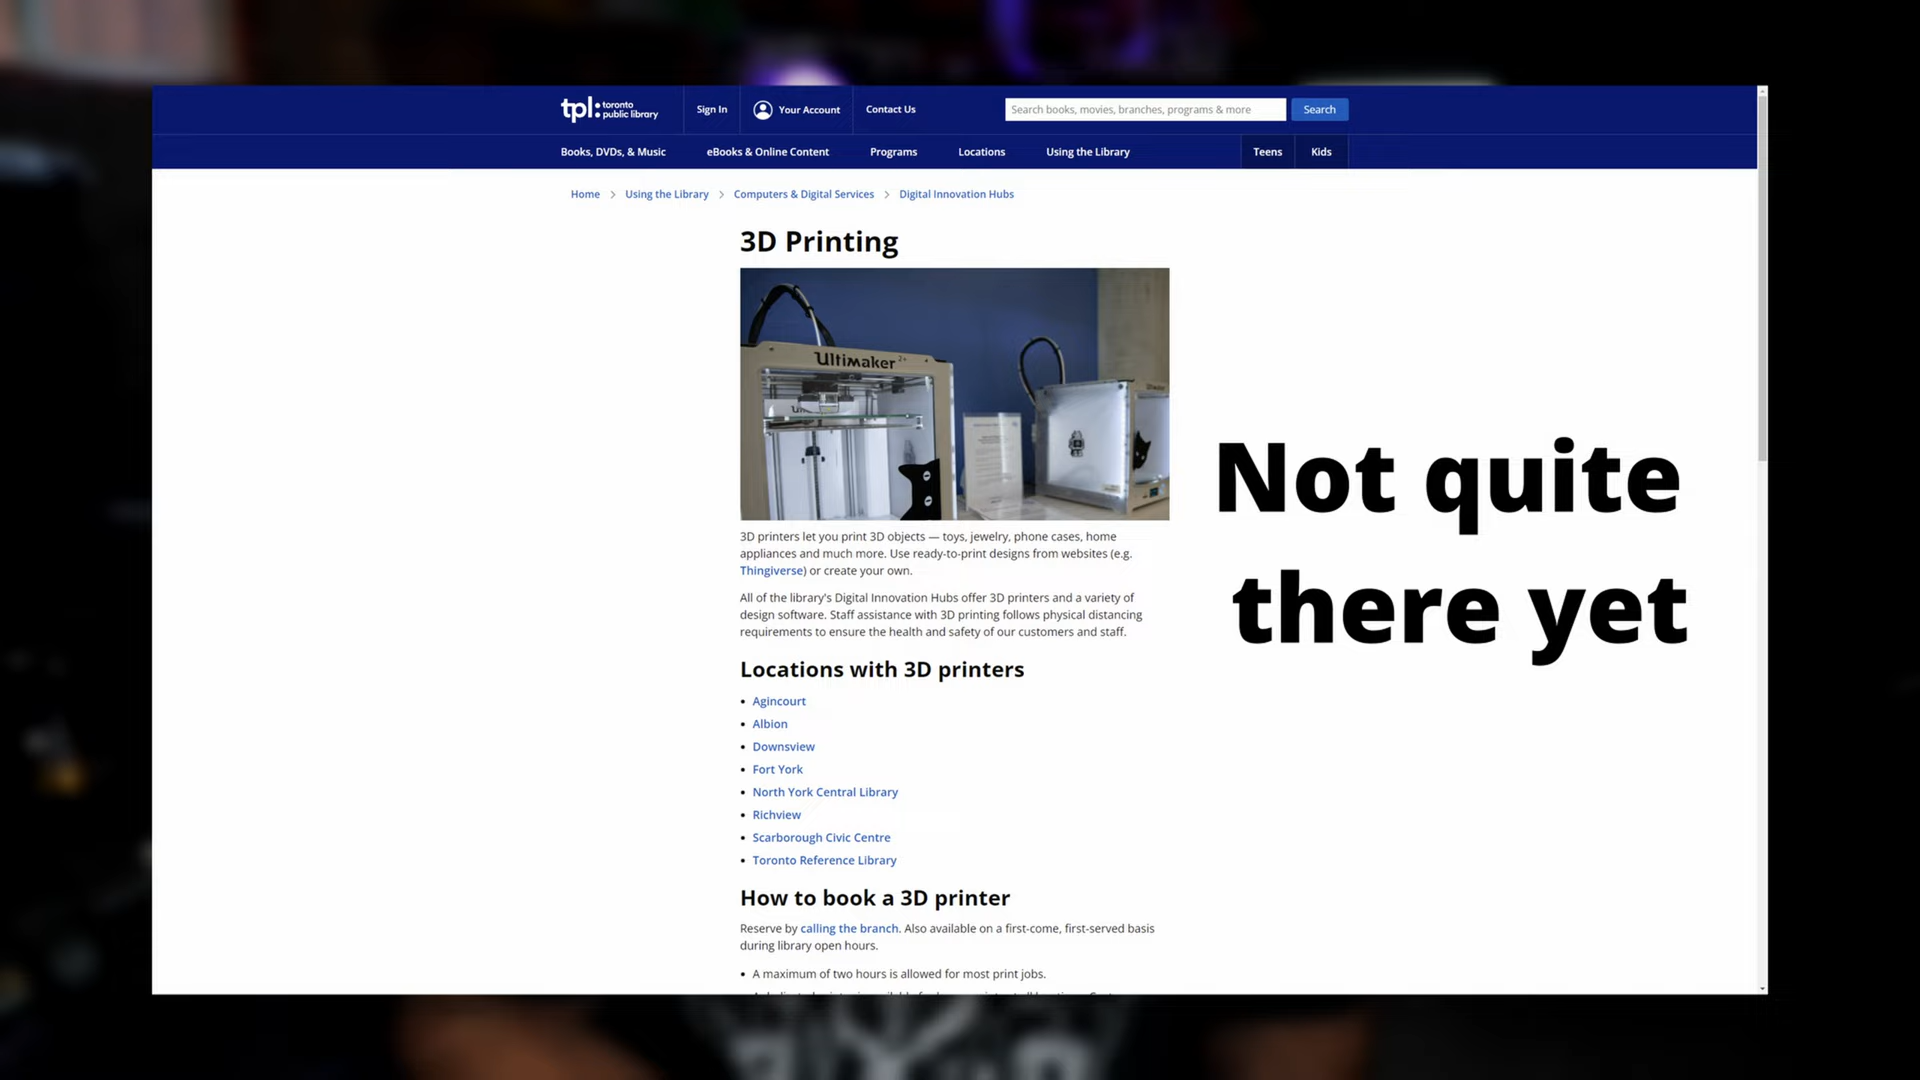 tpl: toronto public library
Sign In
Your Account
Contact Us
Search books, movies, branches, programs & more
Search
Books, DVDs, & Music
eBooks & Online Content
Programs
Locations
Using the Library
Teens
Kids
Home > Using the Library > Computers & Digital Services > Digital Innovation Hubs
3D Printing
Ultimaker 2+
3D printers let you print 3D objects — toys, jewelry, phone cases, home
appliances and much more. Use ready-to-print designs from websites (e.g.
Thingiverse) or create your own.
All of the library's Digital Innovation Hubs offer 3D printers and a variety of
design software. Staff assistance with 3D printing follows physical distancing
requirements to ensure the health and safety of our customers and staff.
Locations with 3D printers
• Agincourt
• Albion
• Downsview
• Fort York
• North York Central Library
• Richview
• Scarborough Civic Centre
• Toronto Reference Library
How to book a 3D printer
Reserve by calling the branch. Also available on a first-come, first-served basis
during library open hours.
• A maximum of two hours is allowed for most print jobs.
Not quite
there yet